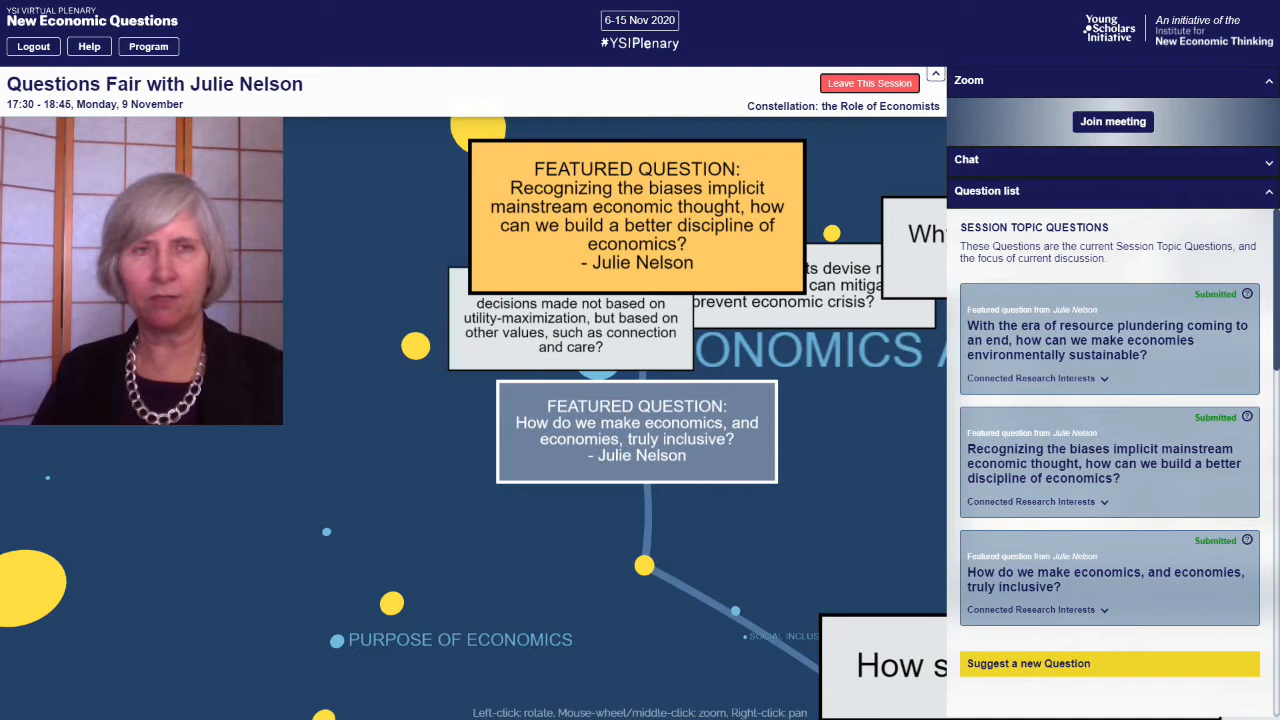 YSI VIRTUAL PLENARY
New Economic Questions
Logout
Help
Program
6-15 Nov 2020
#YSIPlenary
Young
Scholars
Initiative
An initiative of the
Institute for
New Economic Thinking
Questions Fair with Julie Nelson
17:30 - 18:45, Monday, 9 November
Leave This Session
Constellation: the Role of Economists
FEATURED QUESTION:
Recognizing the biases implicit
mainstream economic thought, how
can we build a better discipline of
economics?
- Julie Nelson
decisions made not based on
utility-maximization, but based on
other values, such as connection
and care?
devise
can
prevent economic crisis?
FEATURED QUESTION:
How do we make economics, and
economies, truly inclusive?
- Julie Nelson
PURPOSE OF ECONOMICS
SOCIAL
How
Left-click: rotate, Mouse-wheel/middle-click: zoom, Right-click: pan
Zoom
Join meeting
Chat
Question list
SESSION TOPIC QUESTIONS
These Questions are the current Session Topic Questions, and
the focus of current discussion.
Submitted
Featured question from Julie Nelson
With the era of resource plundering coming to
an end, how can we make economies
environmentally sustainable?
Connected Research Interests
Submitted
Featured question from Julie Nelson
Recognizing the biases implicit mainstream
economic thought, how can we build a better
discipline of economics?
Connected Research Interests
Submitted
Featured question from Julie Nelson
How do we make economics, and economies,
truly inclusive?
Connected Research Interests
Suggest a new Question